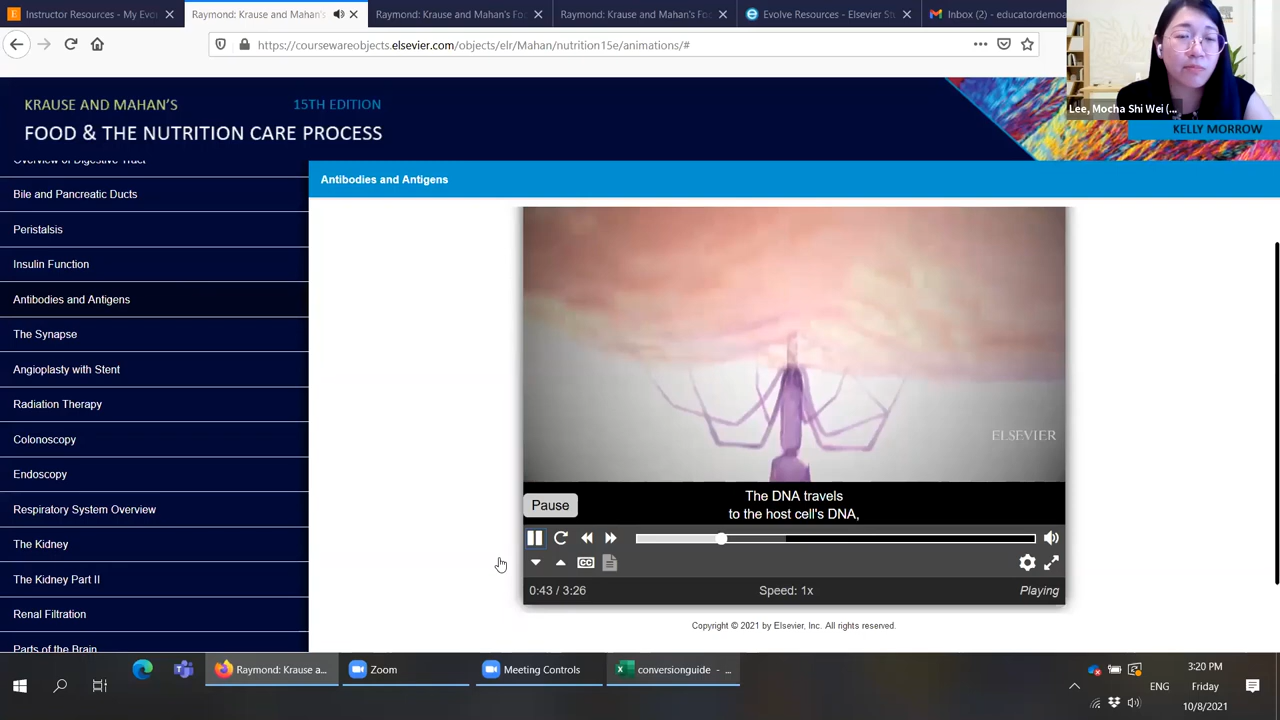 Instructor Resources - My Evo
Raymond: Krause and Mahan's
Raymond: Krause and Mahan's Fo
Raymond: Krause and Mahan's Fo
Evolve Resources - Elsevier St
Inbox (2) - educatordemoa
https://coursewareobjects.elsevier.com/objects/elr/Mahan/nutrition15e/animations/#
Lee, Mocha Shi Wei (...
KRAUSE AND MAHAN'S
15TH EDITION
FOOD & THE NUTRITION CARE PROCESS
KELLY MORROW
Overview of Digestive Tract
Bile and Pancreatic Ducts
Peristalsis
Insulin Function
Antibodies and Antigens
The Synapse
Angioplasty with Stent
Radiation Therapy
Colonoscopy
Endoscopy
Respiratory System Overview
The Kidney
The Kidney Part II
Renal Filtration
Parts of the Brain
Antibodies and Antigens
ELSEVIER
The DNA travels
to the host cell's DNA,
Pause
CC
0:43 / 3:26
Speed: 1x
Playing
Copyright © 2021 by Elsevier, Inc. All rights reserved.
Raymond: Krause a...
Zoom
Meeting Controls
conversionguide - ...
ENG
3:20 PM
Friday
10/8/2021